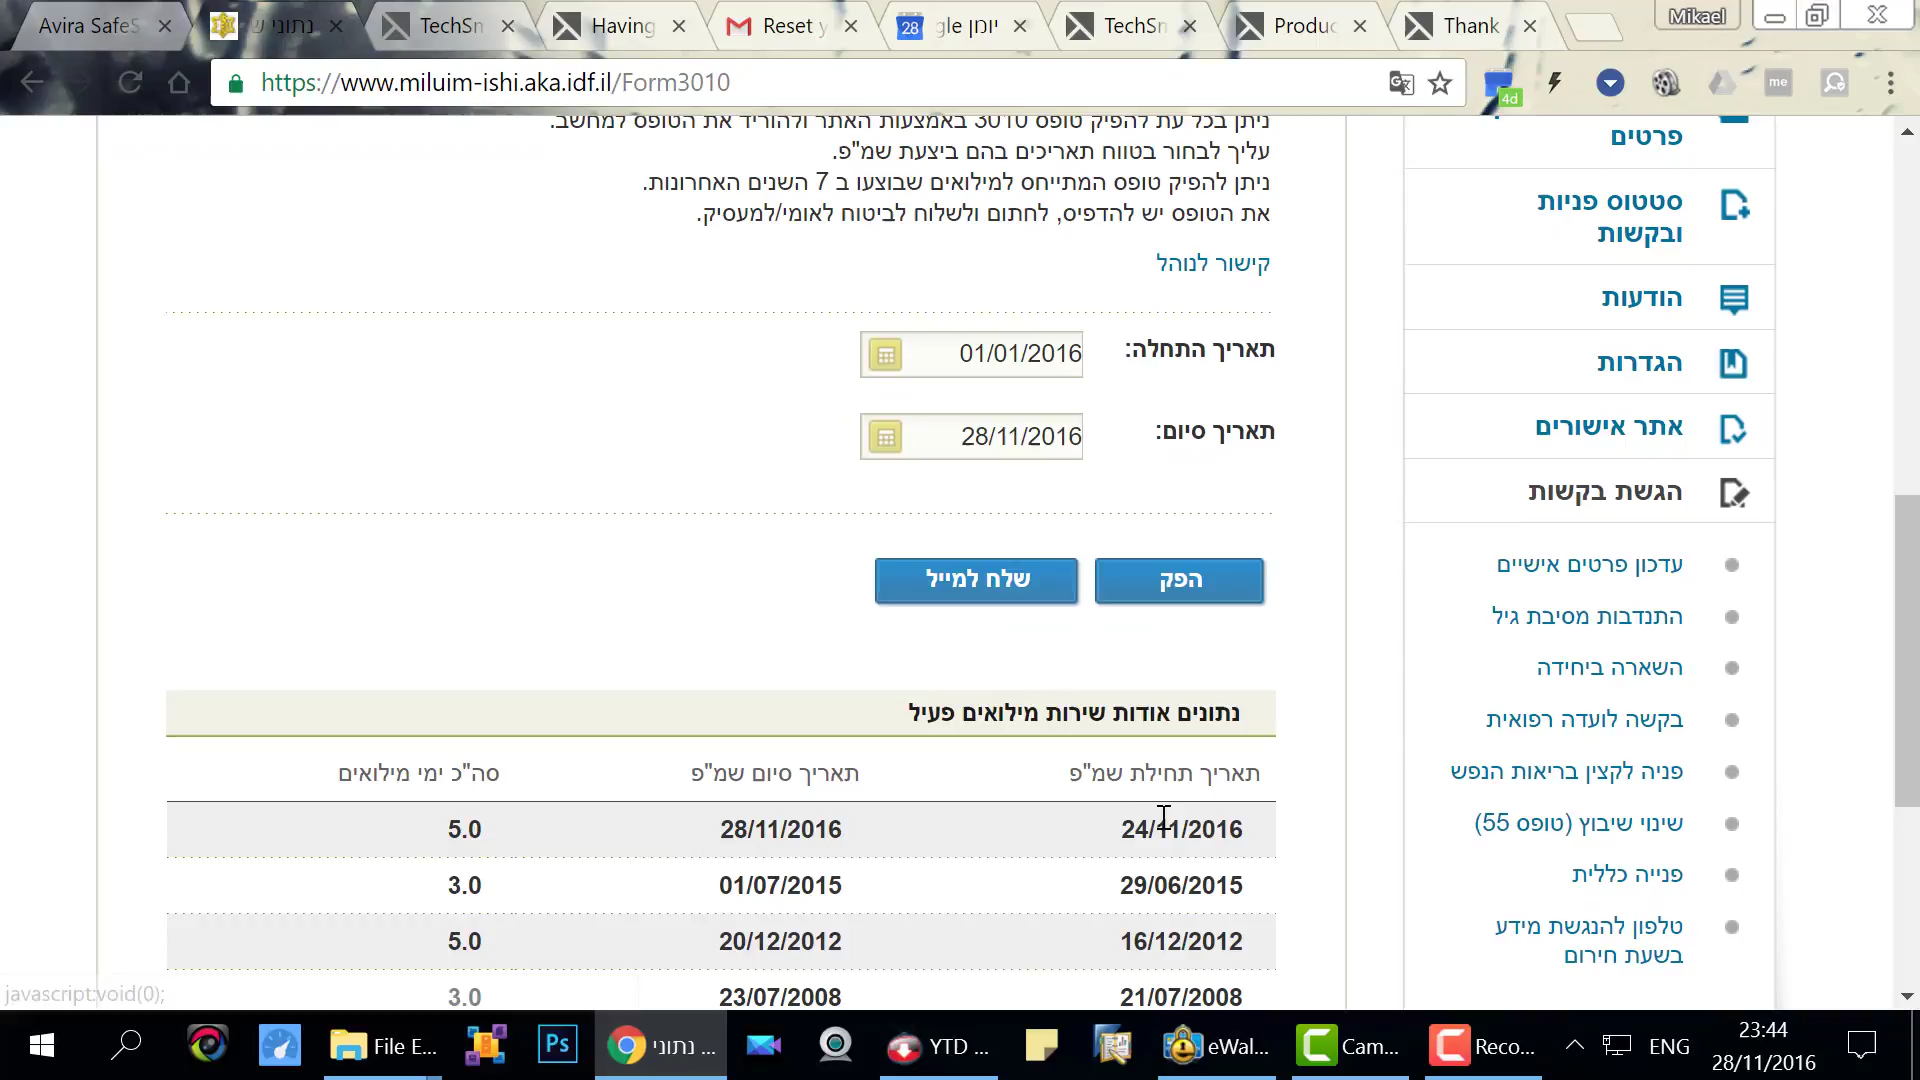 Avira SafeS
נתוני ש
TechSm
Having
Reset y
28
יומן gle
TechSm
Produc
Thank
Mikael
https://www.miluim-ishi.aka.idf.il/Form3010
4d
me
ניתן בכל עת להפיק טופס 3010 באמצעות האתר ולהוריד את הטופס למחשב.
עליך לבחור בטווח תאריכים בהם ביצעת שמ"פ.
ניתן להפיק טופס המתייחס למילואים שבוצעו ב 7 השנים האחרונות.
את הטופס יש להדפיס, לחתום ולשלוח לביטוח לאומי/למעסיק.
קישור לנוהל
תאריך התחלה: 01/01/2016
תאריך סיום: 28/11/2016
הפק
שלח למייל
נתונים אודות שירות מילואים פעיל
תאריך תחילת שמ"פ תאריך סיום שמ"פ סה"כ ימי מילואים
24/11/2016 28/11/2016 5.0
29/06/2015 01/07/2015 3.0
16/12/2012 20/12/2012 5.0
21/07/2008 23/07/2008 3.0
פרטים
סטטוס פניות
ובקשות
הודעות
הגדרות
אתר אישורים
הגשת בקשות
עדכון פרטים אישיים
התנדבות מסיבת גיל
השארה ביחידה
בקשה לועדה רפואית
פניה לקצין בריאות הנפש
שינוי שיבוץ (טופס 55)
פנייה כללית
טלפון להנגשת מידע
בשעת חירום
javascript:void(0);
File E...
Ps
נתוני ...
YTD ...
eWal...
Cam...
Reco...
ENG
23:44
28/11/2016